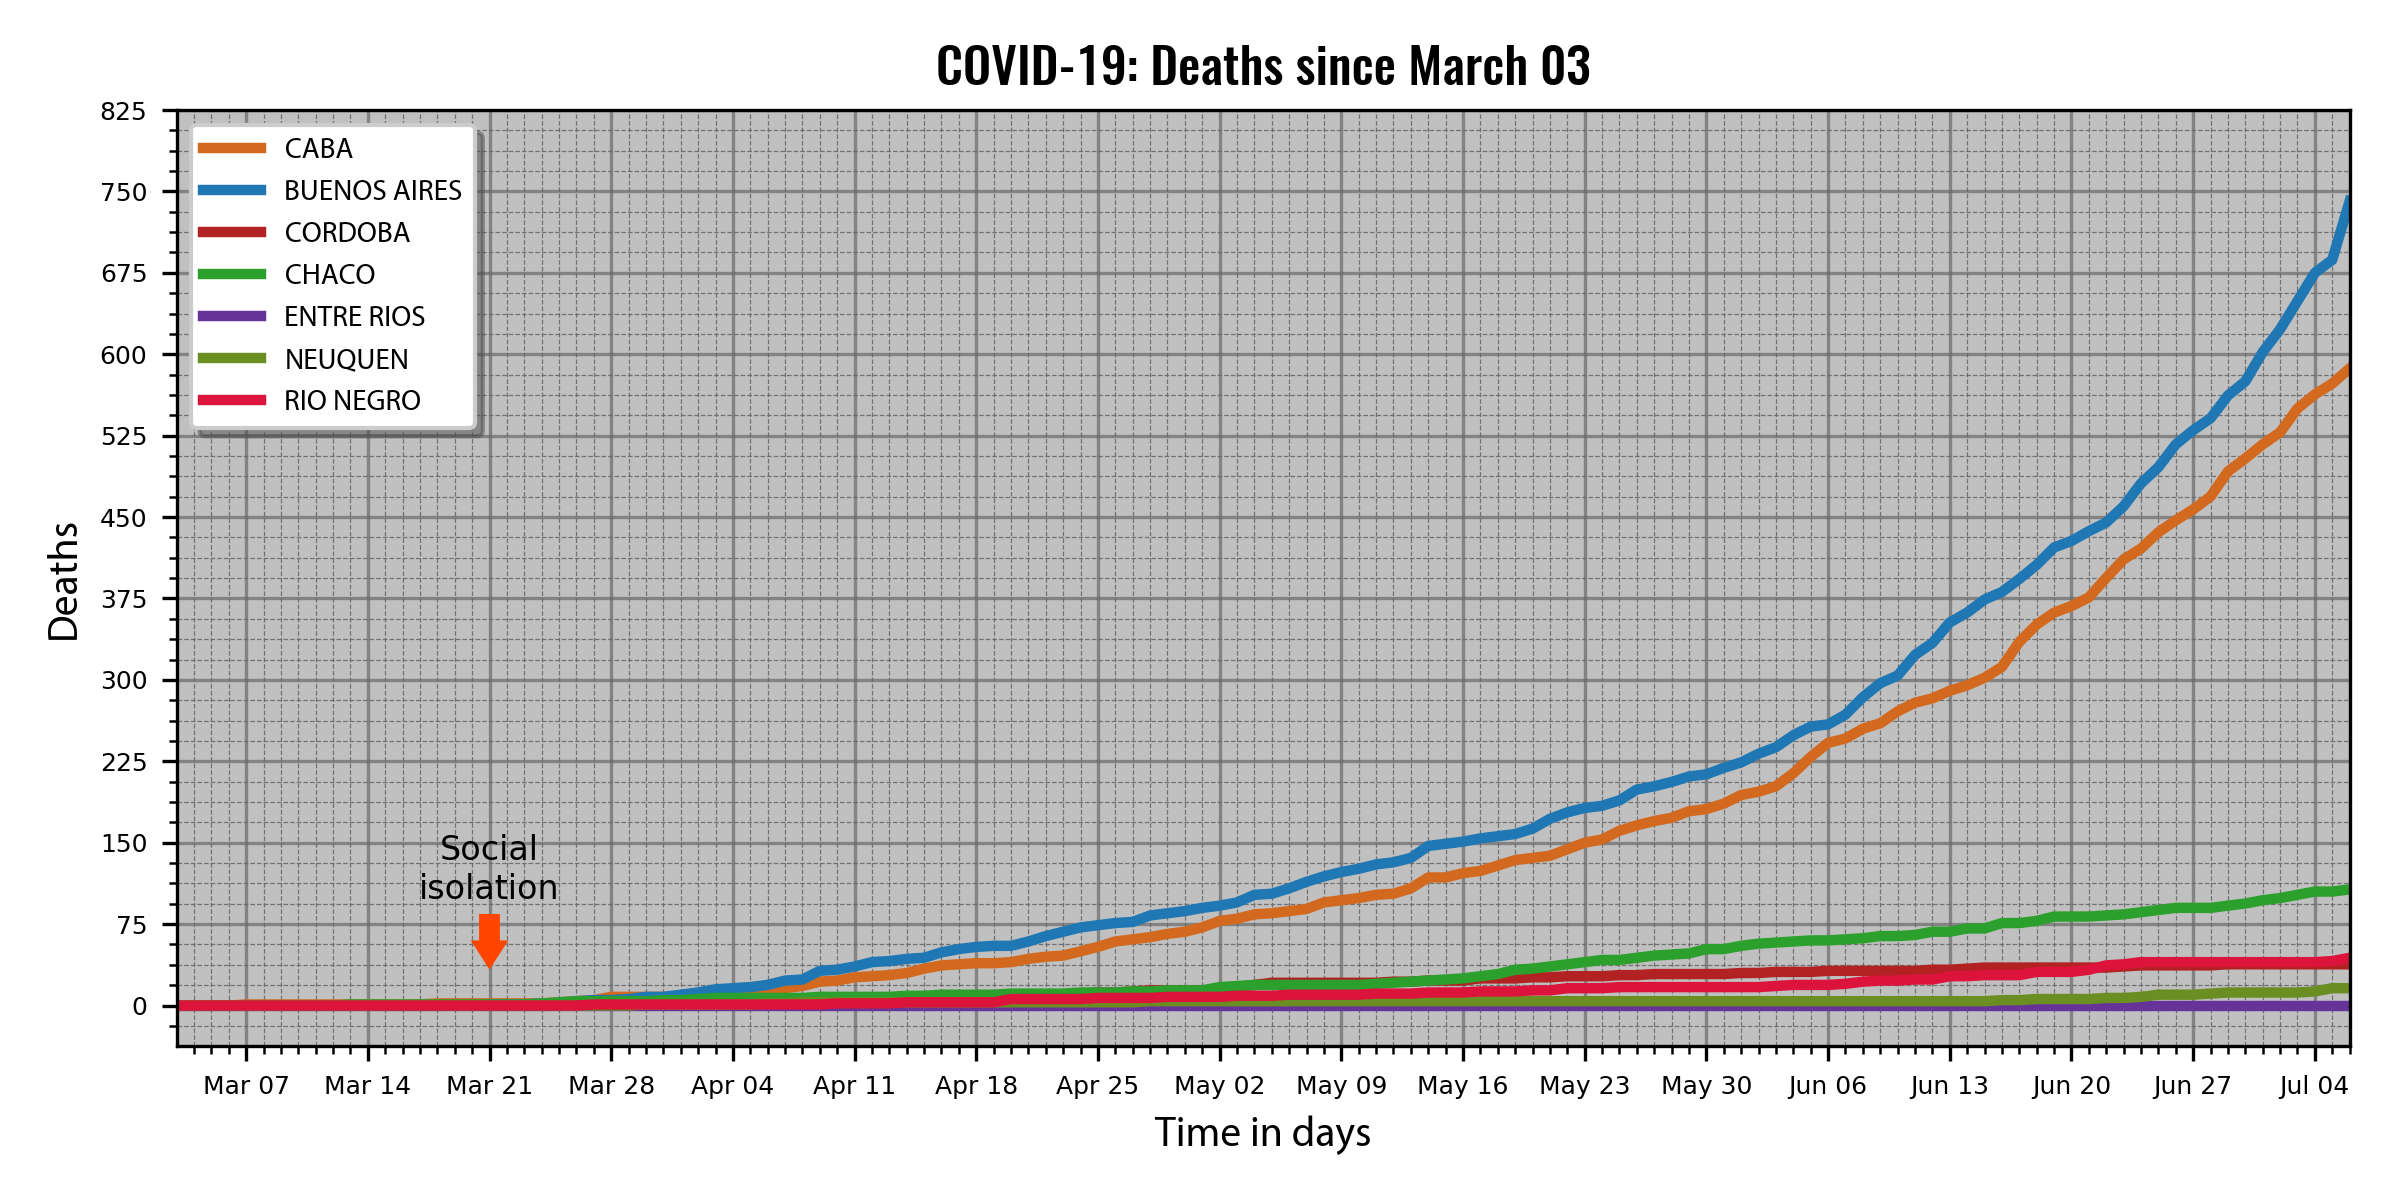 COVID-19: Deaths since March 03
825
750
675
600
525
450
375
300
225
150
75
0
Deaths
CABA
BUENOS AIRES
CORDOBA
CHACO
ENTRE RIOS
NEUQUEN
RIO NEGRO
Social
isolation
Mar 07 Mar 14 Mar 21 Mar 28 Apr 04 Apr 11 Apr 18 Apr 25 May 02 May 09 May 16 May 23 May 30 Jun 06 Jun 13 Jun 20 Jun 27 Jul 04
Time in days